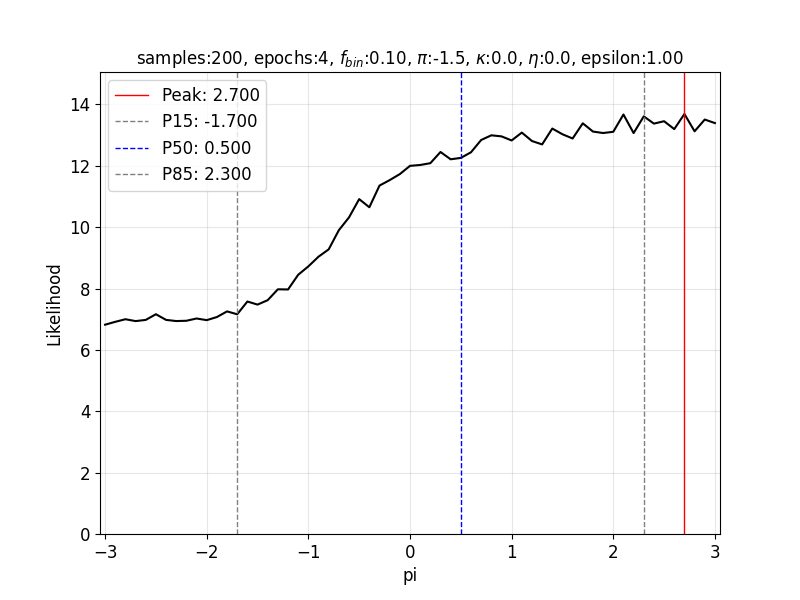 samples:200, epochs:4, f_bin:0.10, π:-1.5, κ:0.0, η:0.0, epsilon:1.00
Peak: 2.700
P15: -1.700
P50: 0.500
P85: 2.300
14
12
10
8
6
4
2
0
Likelihood
−3 −2 −1 0 1 2 3
pi